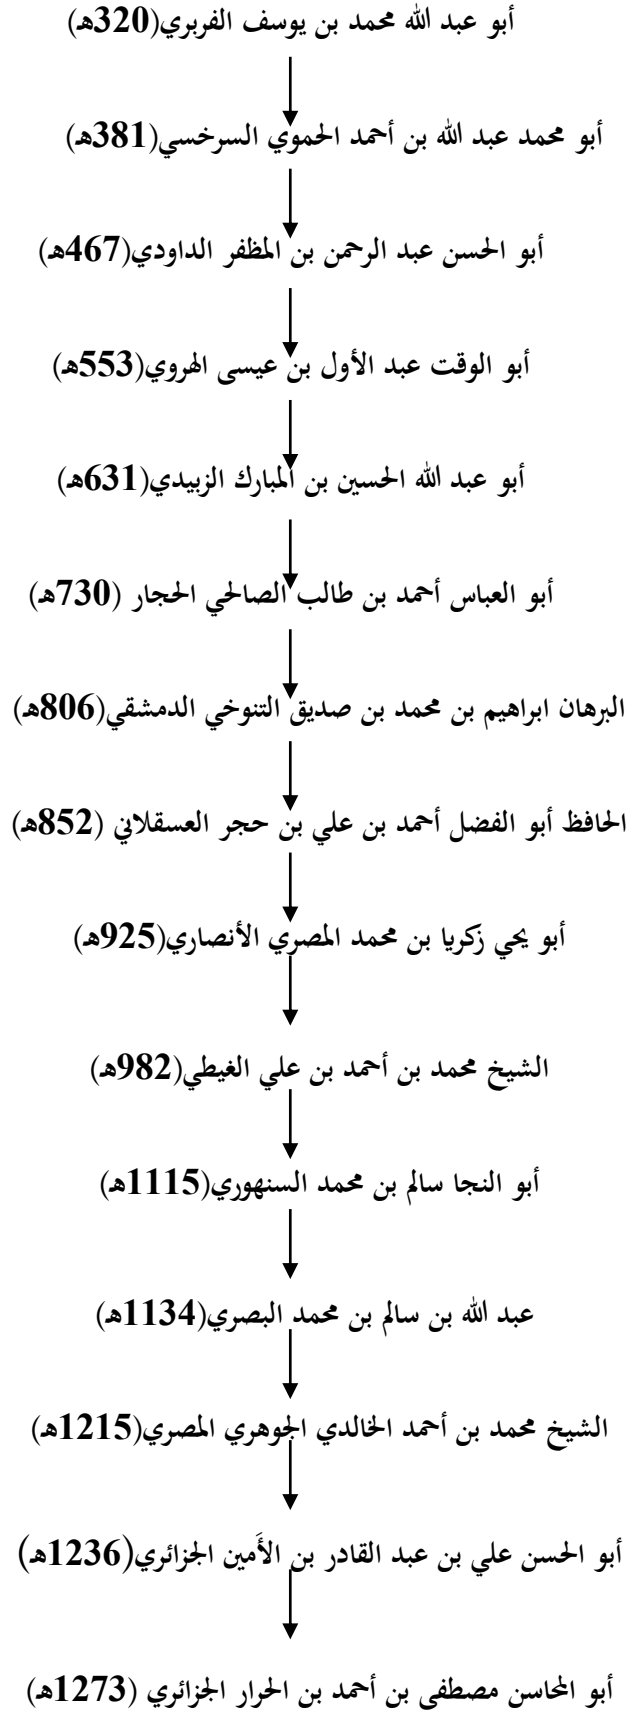 أبو عبد الله محمد بن يوسف الفربري(320هـ)
أبو محمد عبد الله بن أحمد الحموي السرخسي(381هـ)
أبو الحسن عبد الرحمن بن المظفر الداودي(467هـ)
أبو الوقت عبد الأول بن عيسى الهروي(553هـ)
أبو عبد الله الحسين بن المبارك الزبيدي(631هـ)
أبو العباس أحمد بن طالب الصالحي الحجار (730هـ)
البرهان ابراهيم بن محمد بن صديق التنوخي الدمشقي(806هـ)
الحافظ أبو الفضل أحمد بن علي بن حجر العسقلاني (852هـ)
أبو يحي زكريا بن محمد المصري الأنصاري(925هـ)
الشيخ محمد بن أحمد بن علي الغيطي(982هـ)
أبو النجا سالم بن محمد السنهوري(1115هـ)
عبد الله بن سالم بن محمد البصري(1134هـ)
الشيخ محمد بن أحمد الخالدي الجوهري المصري(1215هـ)
أبو الحسن علي بن عبد القادر بن الأَمين الجزائري(1236هـ)
أبو المحاسن مصطفى بن أحمد بن الحرار الجزائري (1273هـ)